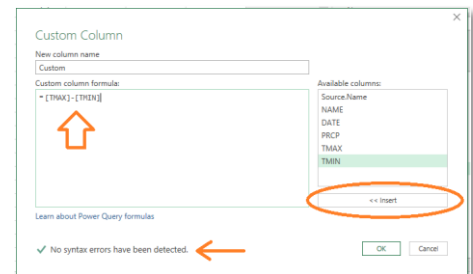 Custom Column
New column name
Custom
Custom column formula:
= [TMAX]-[TMIN]
Available columns:
Source.Name
NAME
DATE
PRCP
TMAX
TMIN
<< Insert
Learn about Power Query formulas
No syntax errors have been detected.
OK
Cancel